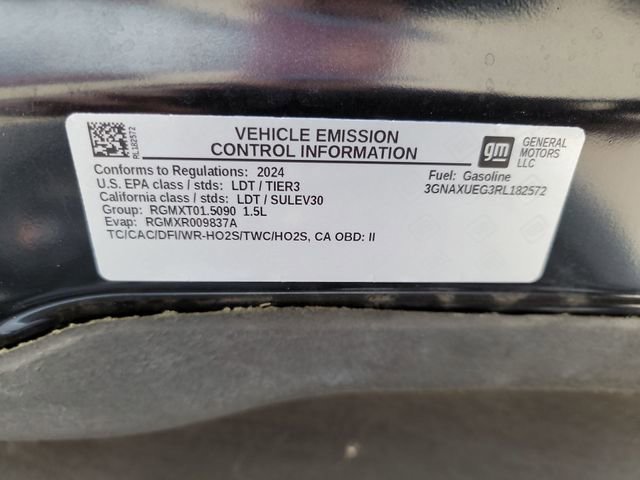 RL182572
VEHICLE EMISSION
CONTROL INFORMATION
gm
GENERAL
MOTORS
LLC
Conforms to Regulations: 2024
U.S. EPA class / stds: LDT / TIER3
California class / stds: LDT / SULEV30
Group: RGMXT01.5090 1.5L
Evap: RGMXR009837A
TC/CAC/DFI/WR-HO2S/TWC/HO2S, CA OBD: II
Fuel: Gasoline
3GNAXUEG3RL182572